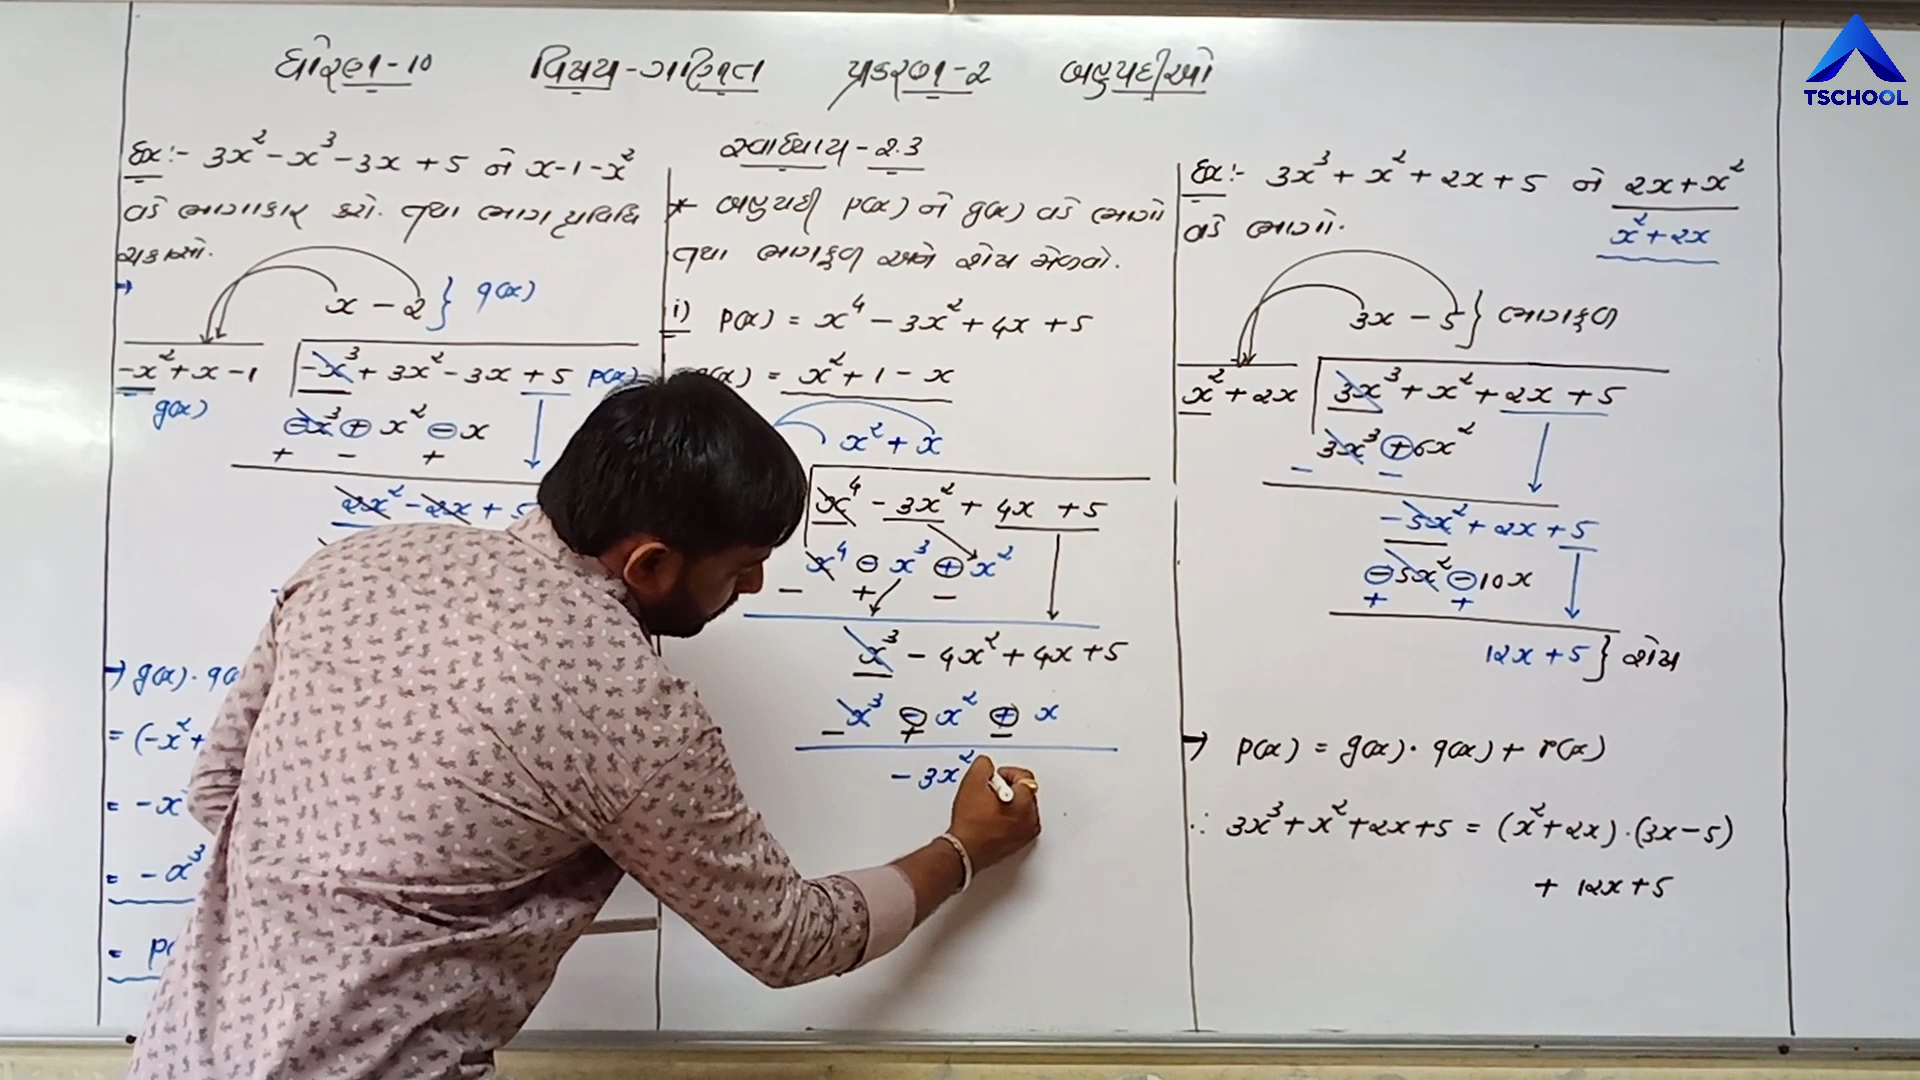 ધોરણ-10 વિષય-ગણિત પ્રકરણ-2 બહુપદીઓ
TSCHOOL
Ex:- 3x² - x³ - 3x + 5 ને x-1-x²
વડે ભાગાકાર કરો. તથા ભાગ પ્રવિધિ
ચકાસો.
→
x - 2 } q(x)
-x² + x - 1
-x³ + 3x² - 3x + 5 p(x)
g(x)
⊖x³ ⊕ x² ⊖ x
+ - +
2x² - 2x + 5
→ g(x) · q(x
= (-x²+
= -x
= -x³
= p(
સ્વાધ્યાય - 2.3
* બહુપદી p(x) ને g(x) વડે ભાગો
તથા ભાગફળ અને શેષ મેળવો.
i) p(x) = x⁴ - 3x² + 4x + 5
(x) = x² + 1 - x
x² + x
x⁴ - 3x² + 4x + 5
x⁴ ⊖ x³ ⊕ x²
- + -
x³ - 4x² + 4x + 5
x³ ⊖ x² ⊕ x
- + -
- 3x²
Ex:- 3x³ + x² + 2x + 5 ને 2x + x²
વડે ભાગો.
x² + 2x
3x - 5 } ભાગફળ
x² + 2x
3x³ + x² + 2x + 5
3x³ ⊕ 6x²
- -
-5x² + 2x + 5
⊖5x² ⊖ 10x
+ +
12x + 5 } શેષ
→ p(x) = g(x) · q(x) + r(x)
∴ 3x³ + x² + 2x + 5 = (x² + 2x) · (3x - 5)
+ 12x + 5